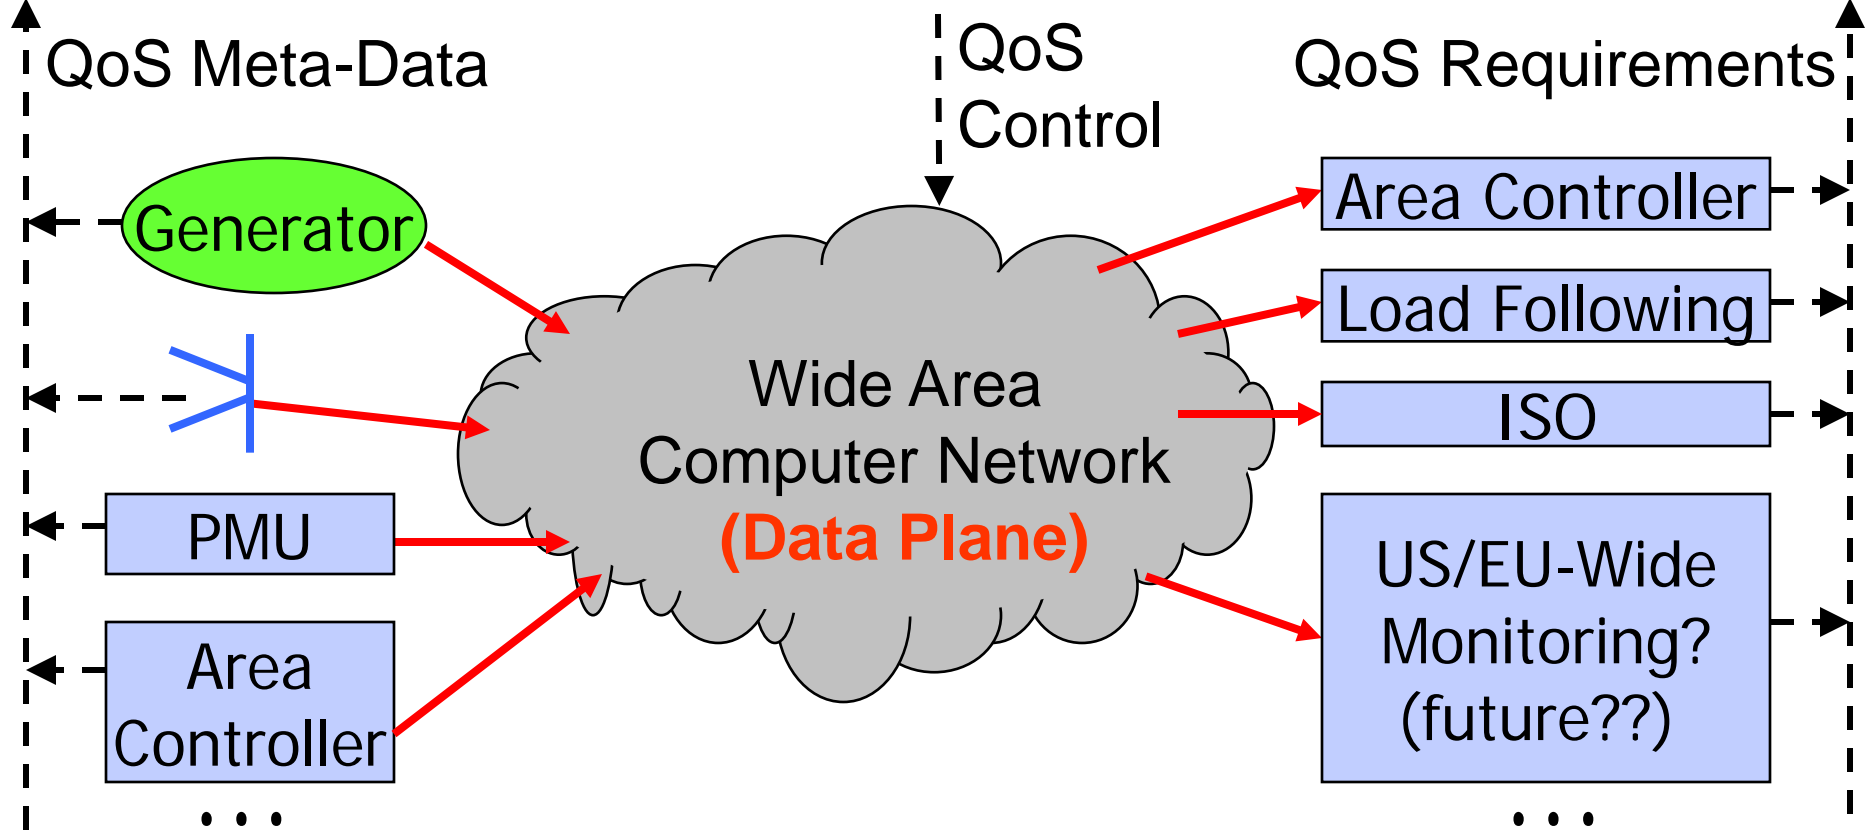 QoS Meta-Data
QoS
Control
QoS Requirements
Generator
PMU
Area
Controller
. . .
Wide Area
Computer Network
(Data Plane)
Area Controller
Load Following
ISO
US/EU-Wide
Monitoring?
(future??)
. . .